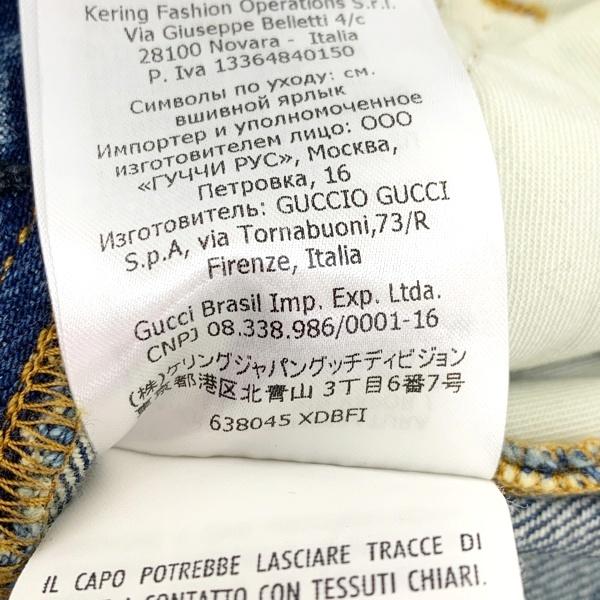 Kering Fashion Operations S.r.l.
Via Giuseppe Belletti 4/c
28100 Novara - Italia
P. Iva 13364840150
Символы по уходу: см.
вшивной ярлык
Импортер и уполномоченное
изготовителем лицо: ООО
«ГУЧЧИ РУС», Москва,
Петровка, 16
Изготовитель: GUCCIO GUCCI
S.p.A, via Tornabuoni,73/R
Firenze, Italia
Gucci Brasil Imp. Exp. Ltda.
CNPJ 08.338.986/0001-16
(株)ケリングジャパングッチディビジョン
東京都港区北青山 3丁目6番7号
638045 XDBFI
IL CAPO POTREBBE LASCIARE TRACCE DI
CONTATTO CON TESSUTI CHIARI.